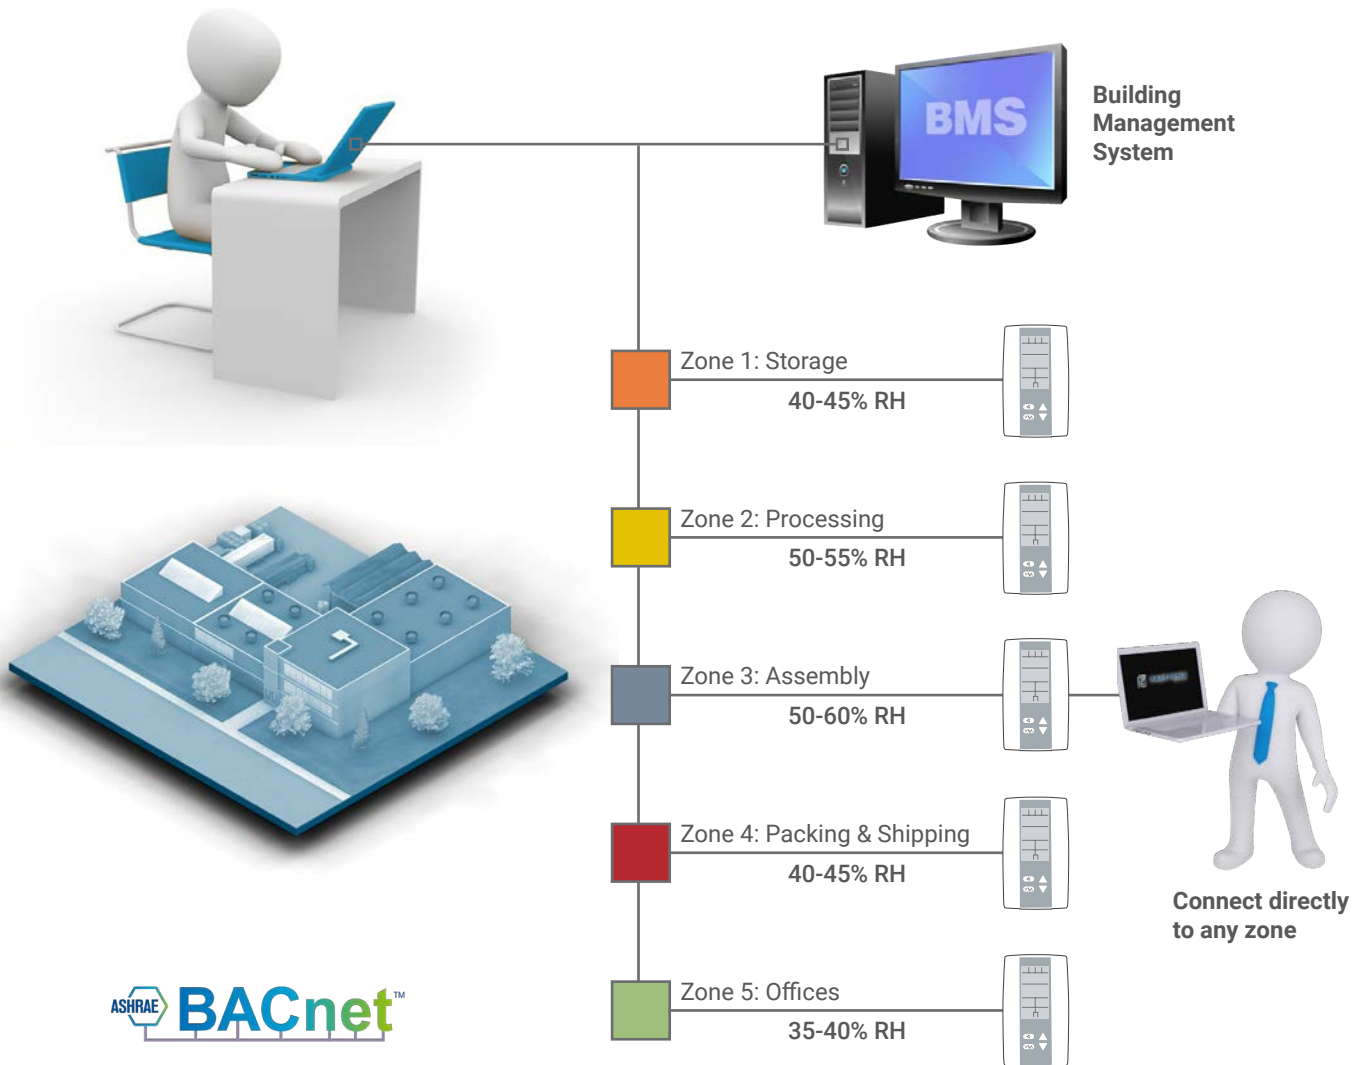 BMS
Building
Management
System
Zone 1: Storage
40-45% RH
Zone 2: Processing
50-55% RH
Zone 3: Assembly
50-60% RH
Zone 4: Packing & Shipping
40-45% RH
Connect directly
to any zone
Zone 5: Offices
35-40% RH
ASHRAE BACnet™